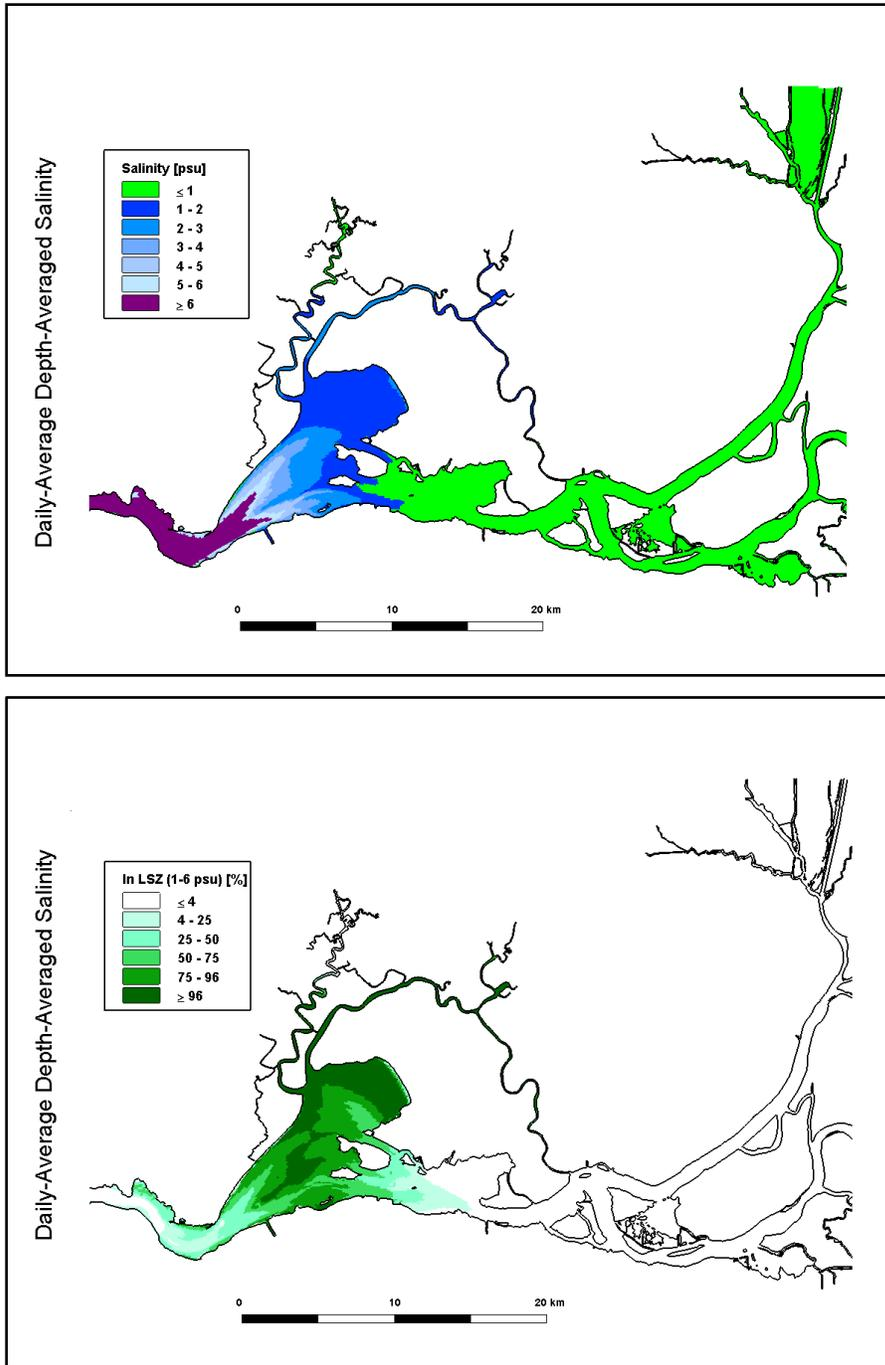 Daily-Average Depth-Averaged Salinity
Salinity [psu]
≤ 1
1 - 2
2 - 3
3 - 4
4 - 5
5 - 6
≥ 6
0 10 20 km
Daily-Average Depth-Averaged Salinity
In LSZ (1-6 psu) [%]
≤ 4
4 - 25
25 - 50
50 - 75
75 - 96
≥ 96
0 10 20 km